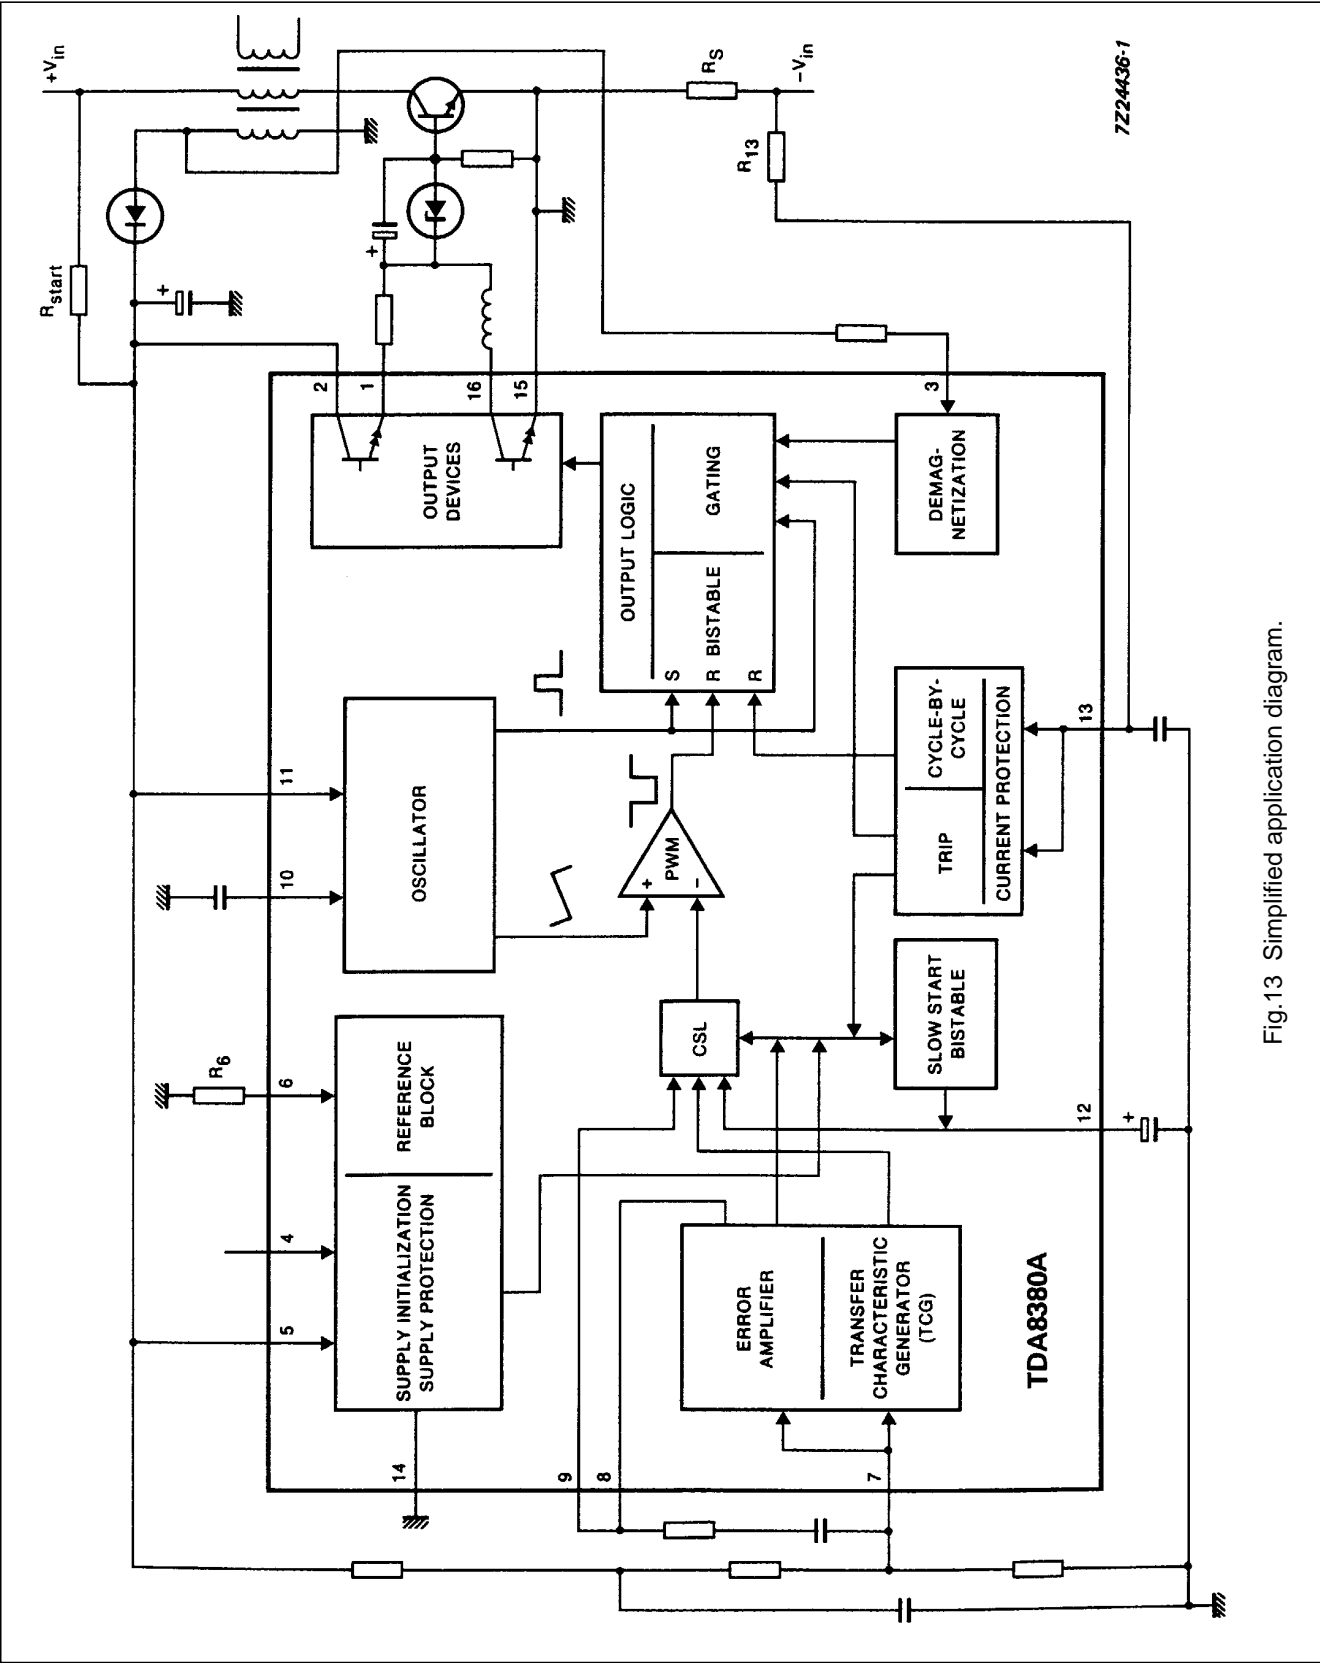 +Vin
Rstart
+
+
RS
−Vin
R13
7Z24436-1
2
1
16
15
3
OUTPUT
DEVICES
OUTPUT LOGIC
BISTABLE
GATING
S
R
R
DEMAG-
NETIZATION
11
10
OSCILLATOR
PWM
+
−
CYCLE-BY-
CYCLE
TRIP
CURRENT PROTECTION
13
R6
6
REFERENCE
BLOCK
4
5
SUPPLY INITIALIZATION
SUPPLY PROTECTION
14
CSL
SLOW START
BISTABLE
12
+
9
8
7
ERROR
AMPLIFIER
TRANSFER
CHARACTERISTIC
GENERATOR
(TCG)
TDA8380A
Fig.13 Simplified application diagram.